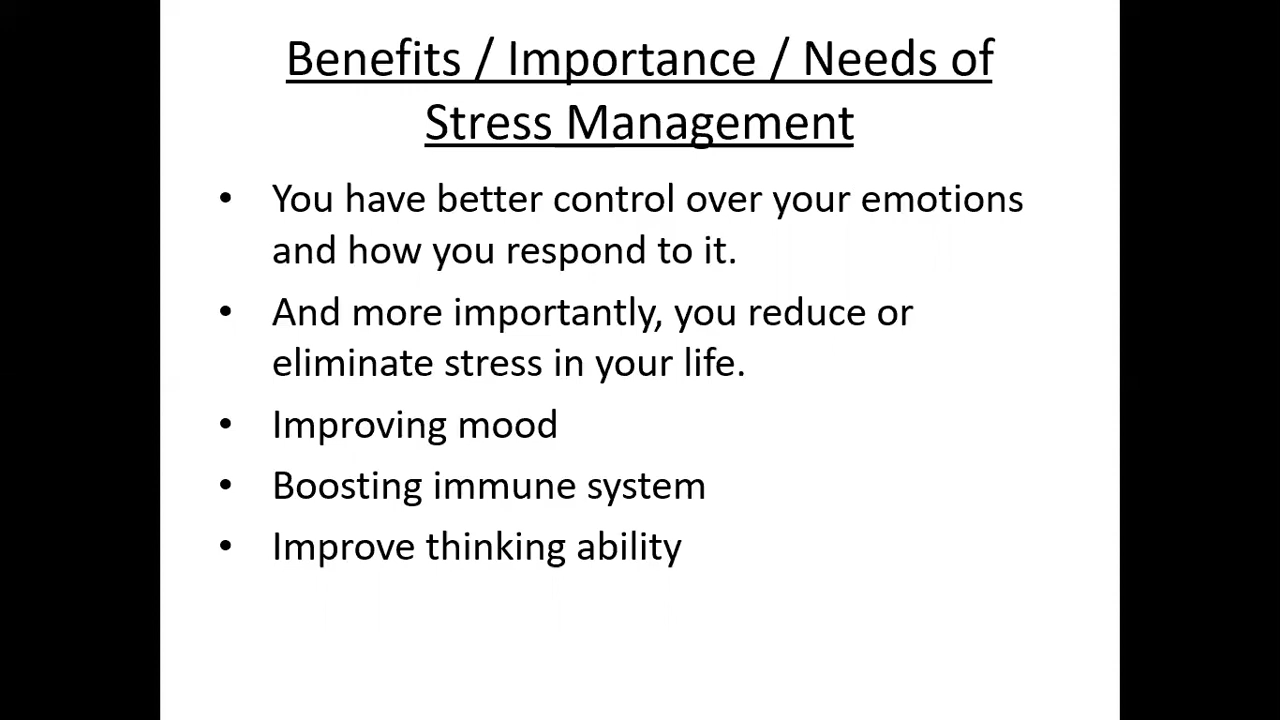 Benefits / Importance / Needs of
Stress Management
• You have better control over your emotions
and how you respond to it.
• And more importantly, you reduce or
eliminate stress in your life.
• Improving mood
• Boosting immune system
• Improve thinking ability